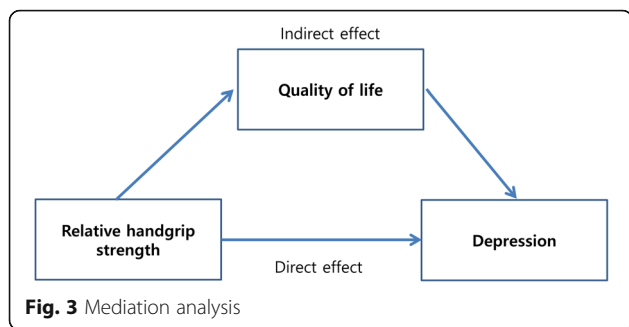 Indirect effect
Quality of life
Relative handgrip
strength
Depression
Direct effect
Fig. 3 Mediation analysis